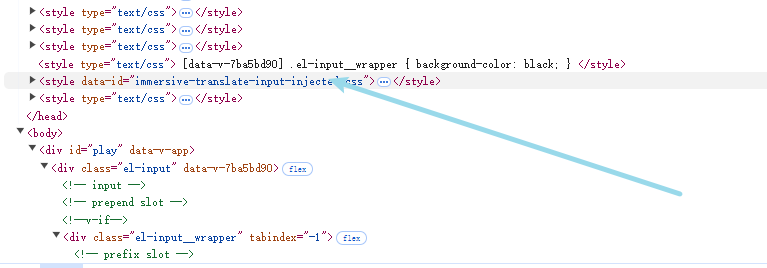 <style type="text/css"> … </style>
<style type="text/css"> … </style>
<style type="text/css"> … </style>
<style type="text/css"> [data-v-7ba5bd90] .el-input__wrapper { background-color: black; } </style>
<style data-id="immersive-translate-input-injected-css"> … </style>
<style type="text/css"> … </style>
</head>
<body>
<div id="play" data-v-app>
<div class="el-input" data-v-7ba5bd90> flex
<!-- input -->
<!-- prepend slot -->
<!--v-if-->
<div class="el-input__wrapper" tabindex="-1"> flex
<!-- prefix slot -->